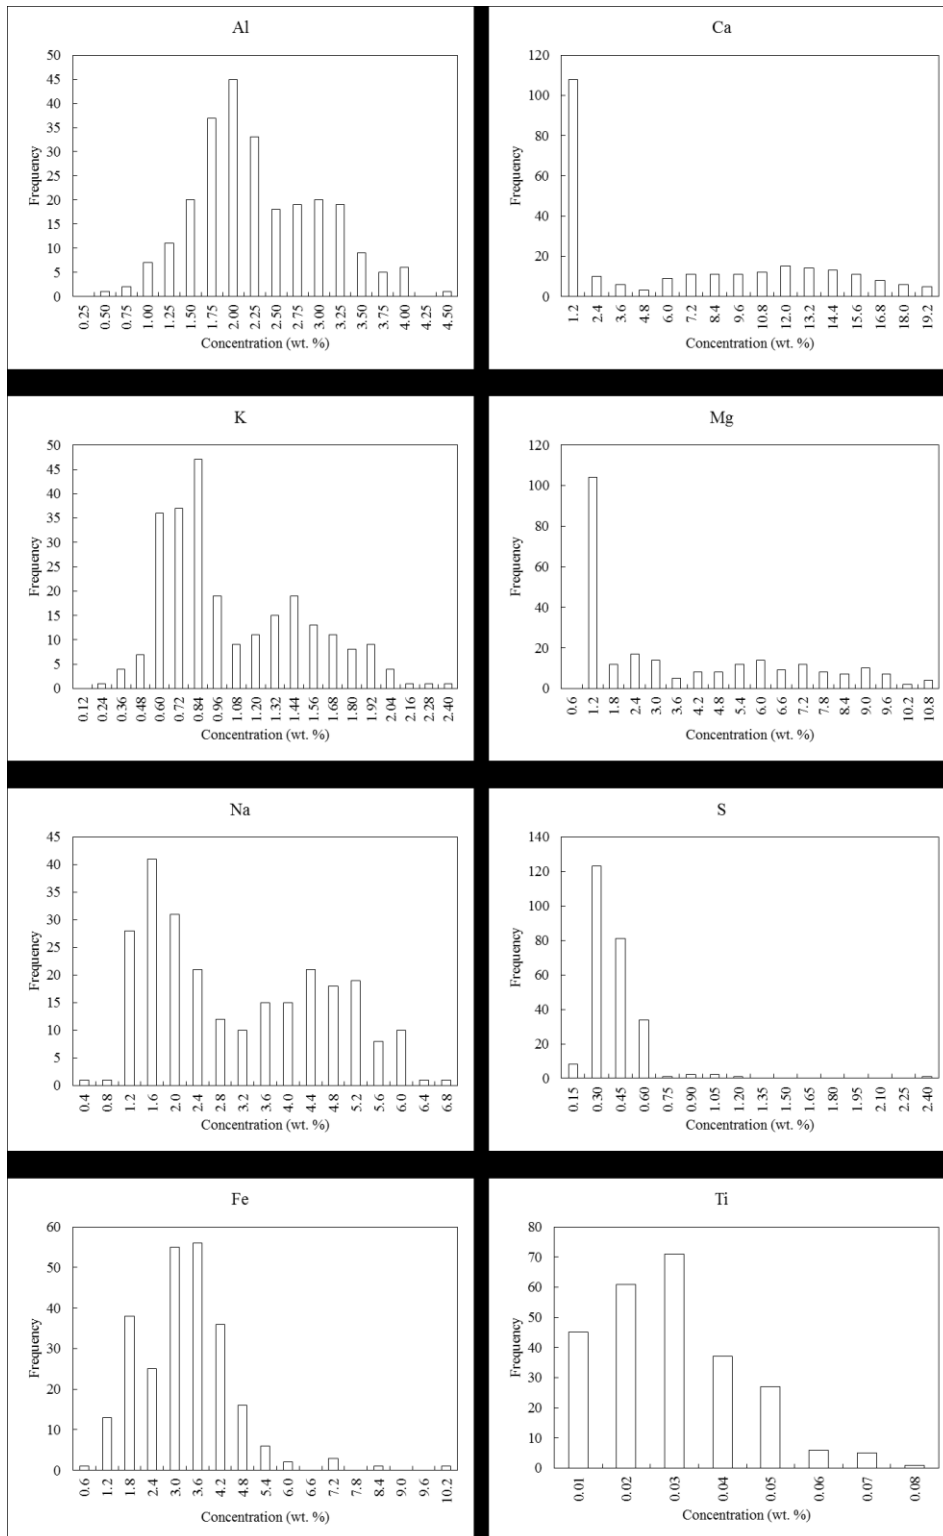 Al
50
45
40
35
30
25
20
15
10
5
0
Frequency
0.25 0.50 0.75 1.00 1.25 1.50 1.75 2.00 2.25 2.50 2.75 3.00 3.25 3.50 3.75 4.00 4.25 4.50
Concentration (wt. %)
Ca
120
100
80
60
40
20
0
Frequency
1.2 2.4 3.6 4.8 6.0 7.2 8.4 9.6 10.8 12.0 13.2 14.4 15.6 16.8 18.0 19.2
Concentration (wt. %)
K
50
45
40
35
30
25
20
15
10
5
0
Frequency
0.12 0.24 0.36 0.48 0.60 0.72 0.84 0.96 1.08 1.20 1.32 1.44 1.56 1.68 1.80 1.92 2.04 2.16 2.28 2.40
Concentration (wt. %)
Mg
120
100
80
60
40
20
0
Frequency
0.6 1.2 1.8 2.4 3.0 3.6 4.2 4.8 5.4 6.0 6.6 7.2 7.8 8.4 9.0 9.6 10.2 10.8
Concentration (wt. %)
Na
45
40
35
30
25
20
15
10
5
0
Frequency
0.4 0.8 1.2 1.6 2.0 2.4 2.8 3.2 3.6 4.0 4.4 4.8 5.2 5.6 6.0 6.4 6.8
Concentration (wt. %)
S
140
120
100
80
60
40
20
0
Frequency
0.15 0.30 0.45 0.60 0.75 0.90 1.05 1.20 1.35 1.50 1.65 1.80 1.95 2.10 2.25 2.40
Concentration (wt. %)
Fe
60
50
40
30
20
10
0
Frequency
0.6 1.2 1.8 2.4 3.0 3.6 4.2 4.8 5.4 6.0 6.6 7.2 7.8 8.4 9.0 9.6 10.2
Concentration (wt. %)
Ti
80
70
60
50
40
30
20
10
0
Frequency
0.01 0.02 0.03 0.04 0.05 0.06 0.07 0.08
Concentration (wt. %)